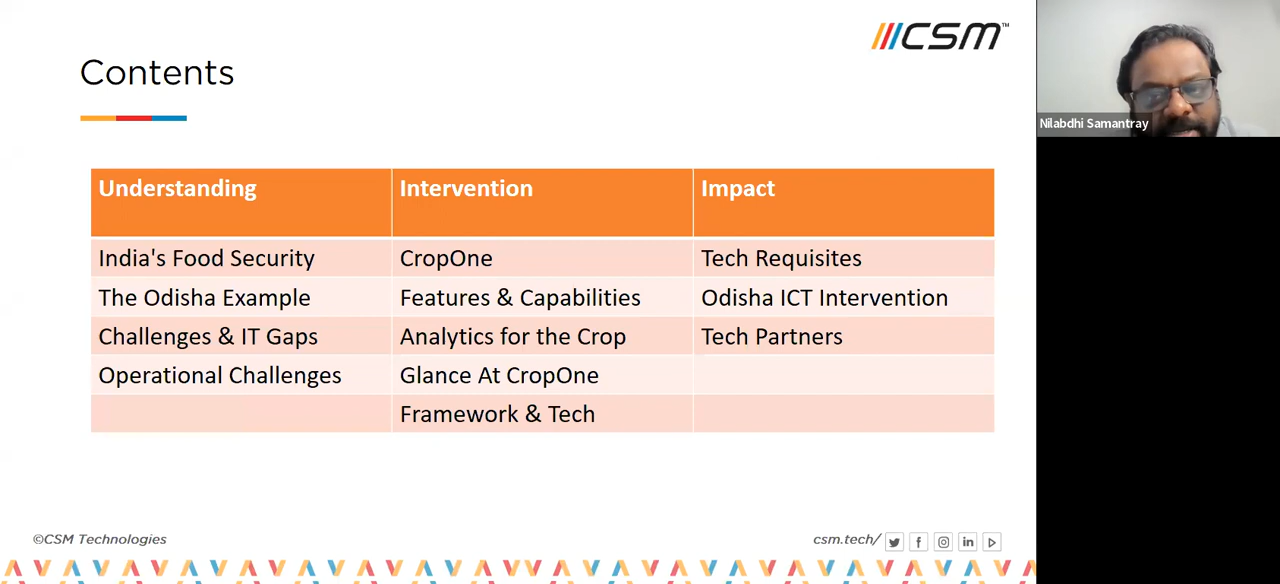 CSM™
Contents
Nilabdhi Samantray
Understanding Intervention Impact
India's Food Security CropOne Tech Requisites
The Odisha Example Features & Capabilities Odisha ICT Intervention
Challenges & IT Gaps Analytics for the Crop Tech Partners
Operational Challenges Glance At CropOne
Framework & Tech
©CSM Technologies
csm.tech/